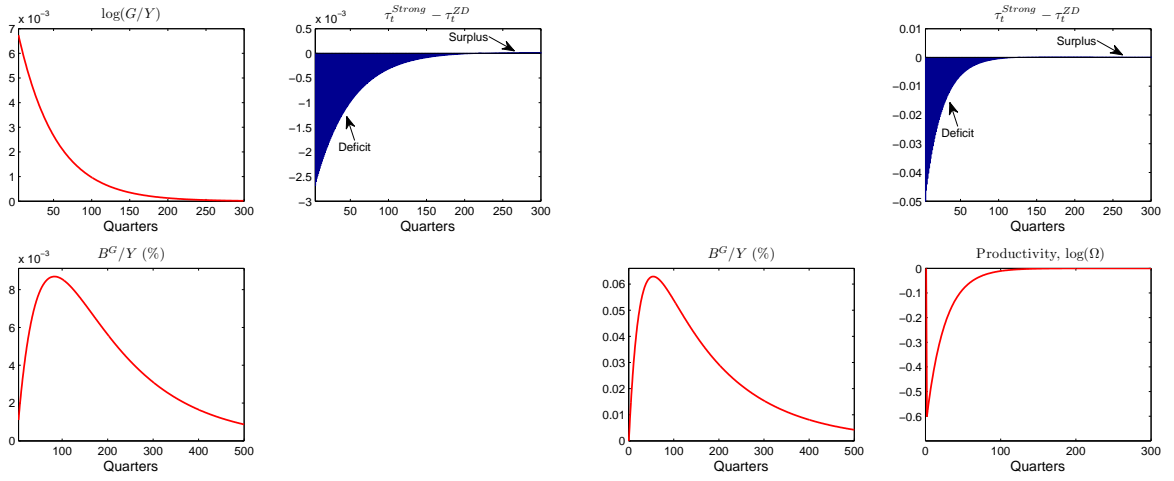 log(G/Y)
x 10⁻³
7
6
5
4
3
2
1
0
50 100 150 200 250 300
Quarters
τ_t^{Strong} − τ_t^{ZD}
x 10⁻³
0.5
0
−0.5
−1
−1.5
−2
−2.5
−3
Surplus
Deficit
50 100 150 200 250 300
Quarters
τ_t^{Strong} − τ_t^{ZD}
0.01
0
−0.01
−0.02
−0.03
−0.04
−0.05
Surplus
Deficit
50 100 150 200 250 300
Quarters
B^G/Y (%)
x 10⁻³
8
6
4
2
0
100 200 300 400 500
Quarters
B^G/Y (%)
0.06
0.05
0.04
0.03
0.02
0.01
0
0 100 200 300 400 500
Quarters
Productivity, log(Ω)
0
−0.1
−0.2
−0.3
−0.4
−0.5
−0.6
0 100 200 300
Quarters